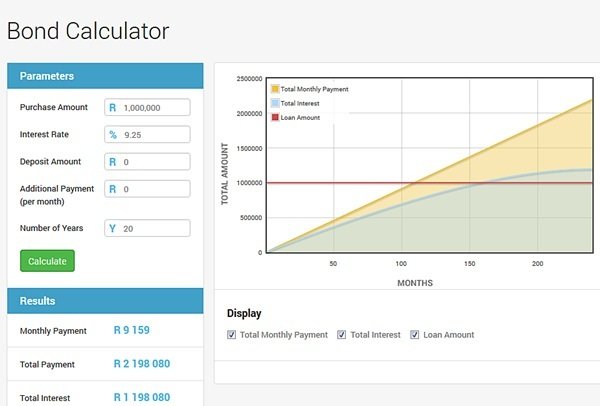 Bond Calculator
Parameters
Purchase Amount R 1,000,000
Interest Rate % 9.25
Deposit Amount R 0
Additional Payment R 0
(per month)
Number of Years Y 20
Calculate
Results
Monthly Payment R 9 159
Total Payment R 2 198 080
Total Interest R 1 198 080
TOTAL AMOUNT
2500000
2000000
1500000
1000000
500000
0
Total Monthly Payment
Total Interest
Loan Amount
50 100 150 200
MONTHS
Display
Total Monthly Payment Total Interest Loan Amount